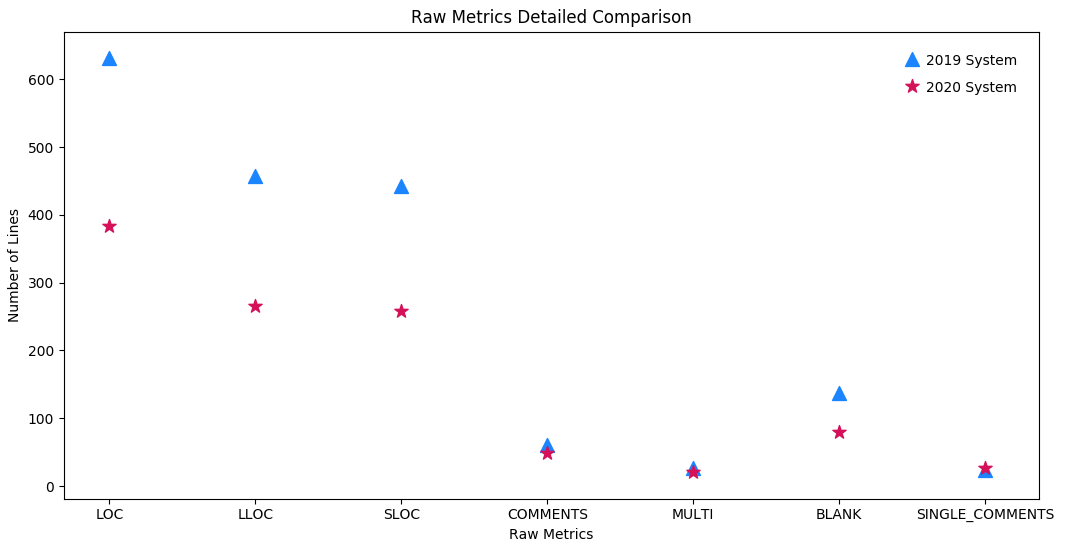 Raw Metrics Detailed Comparison
2019 System
2020 System
600
500
400
300
200
100
0
Number of Lines
LOC LLOC SLOC COMMENTS MULTI BLANK SINGLE_COMMENTS
Raw Metrics